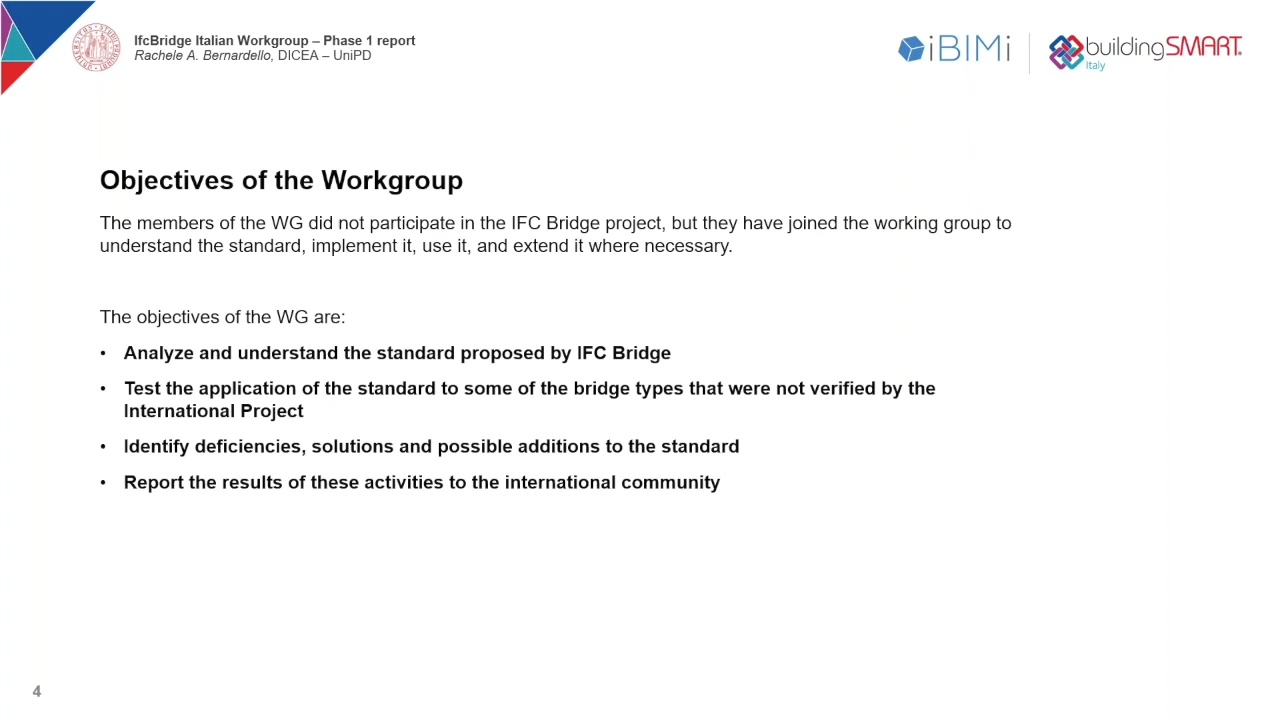 IfcBridge Italian Workgroup – Phase 1 report
Rachele A. Bernardello, DICEA – UniPD
iBIMi
buildingSMART®
Italy
Objectives of the Workgroup
The members of the WG did not participate in the IFC Bridge project, but they have joined the working group to
understand the standard, implement it, use it, and extend it where necessary.
The objectives of the WG are:
• Analyze and understand the standard proposed by IFC Bridge
• Test the application of the standard to some of the bridge types that were not verified by the
International Project
• Identify deficiencies, solutions and possible additions to the standard
• Report the results of these activities to the international community
4